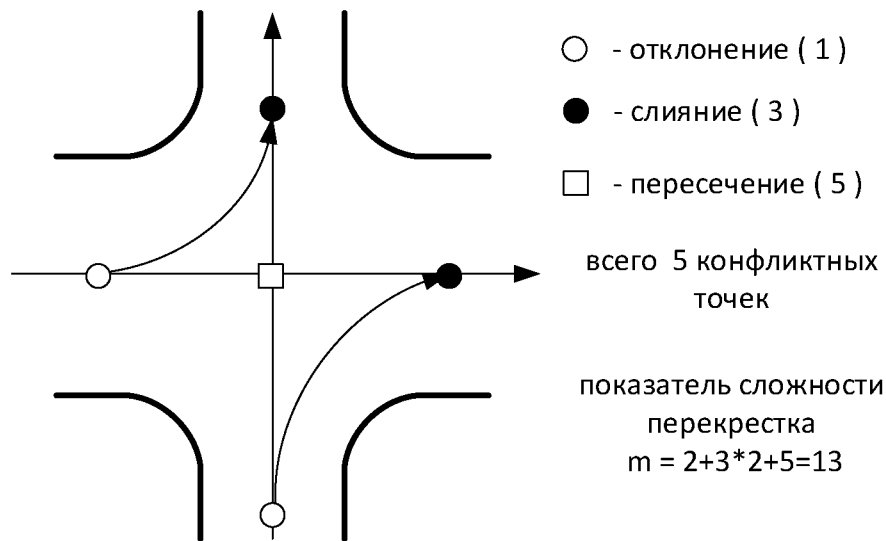 - отклонение ( 1 )
- слияние ( 3 )
- пересечение ( 5 )
всего 5 конфликтных
точек
показатель сложности
перекрестка
m = 2+3*2+5=13